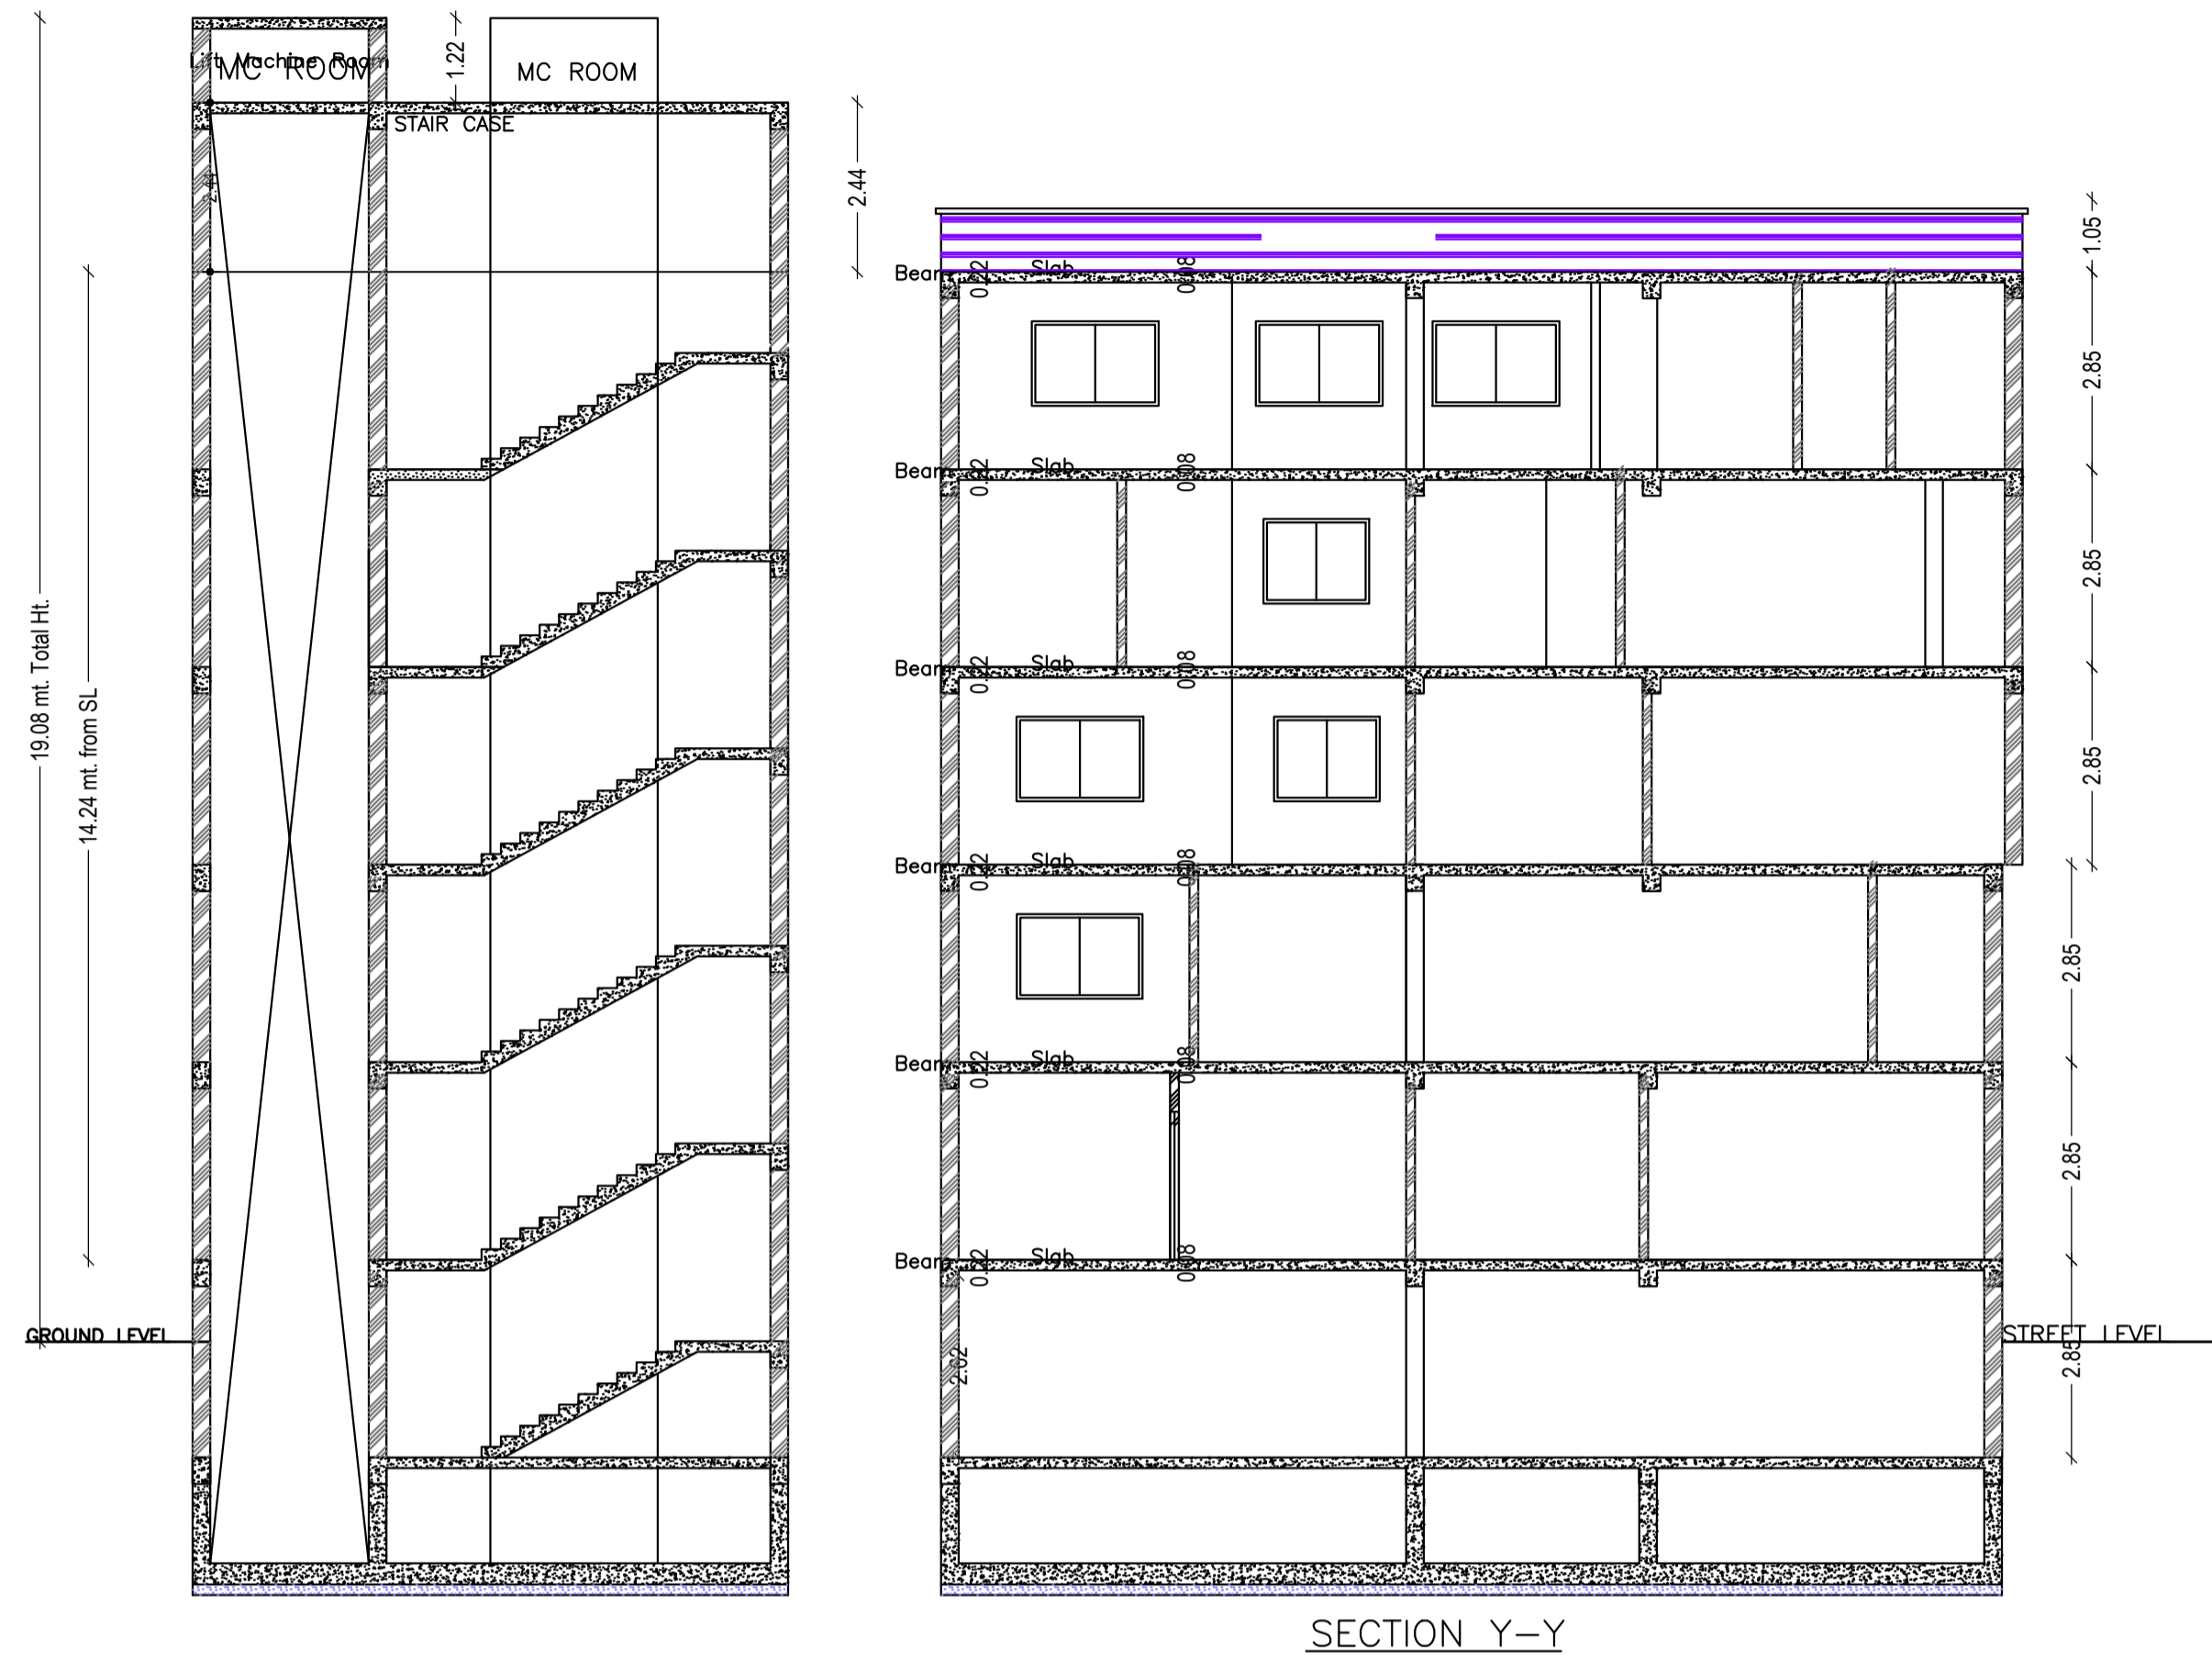 Lift Machine Room
MC ROOM
MC ROOM
1.22
STAIR CASE
2.44
2.44
19.08 mt. Total Ht.
14.24 mt. from SL
GROUND LEVEL
1.05
Beam
0.22
Slab
0.08
2.85
Beam
0.22
Slab
0.08
2.85
Beam
0.22
Slab
0.08
2.85
Beam
0.22
Slab
0.08
2.85
Beam
0.22
Slab
0.08
2.85
Beam
0.22
Slab
0.08
2.62
STREET LEVEL
2.85
SECTION Y-Y